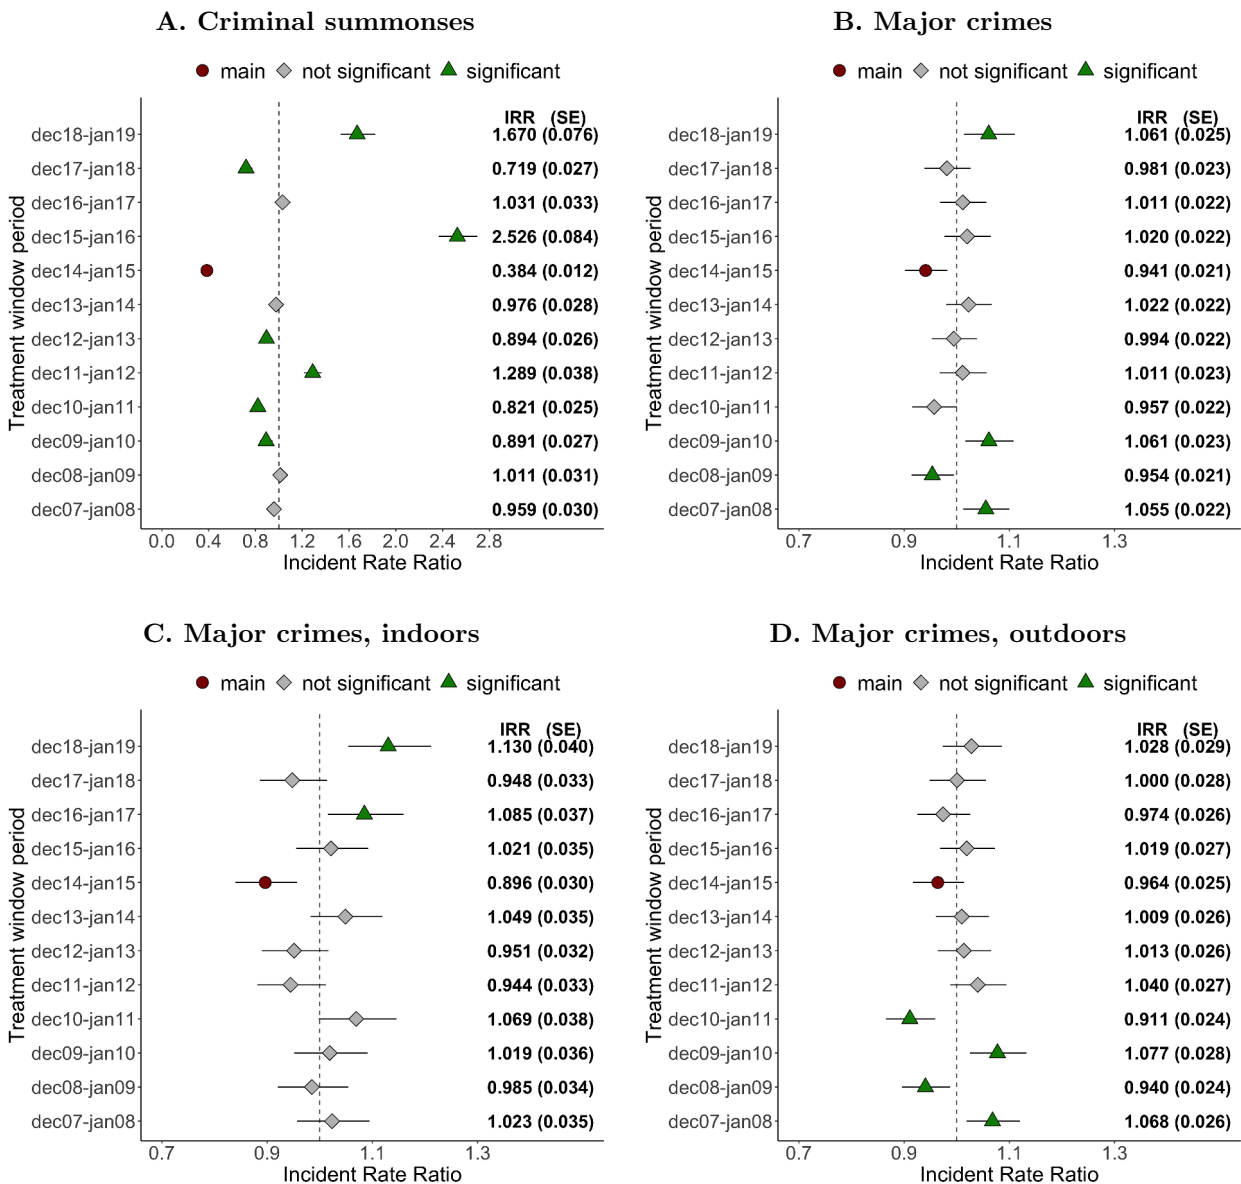 A. Criminal summonses
main not significant significant
IRR (SE)
dec18-jan19 1.670 (0.076)
dec17-jan18 0.719 (0.027)
dec16-jan17 1.031 (0.033)
dec15-jan16 2.526 (0.084)
dec14-jan15 0.384 (0.012)
dec13-jan14 0.976 (0.028)
dec12-jan13 0.894 (0.026)
dec11-jan12 1.289 (0.038)
dec10-jan11 0.821 (0.025)
dec09-jan10 0.891 (0.027)
dec08-jan09 1.011 (0.031)
dec07-jan08 0.959 (0.030)
Treatment window period
0.0 0.4 0.8 1.2 1.6 2.0 2.4 2.8
Incident Rate Ratio
B. Major crimes
main not significant significant
IRR (SE)
dec18-jan19 1.061 (0.025)
dec17-jan18 0.981 (0.023)
dec16-jan17 1.011 (0.022)
dec15-jan16 1.020 (0.022)
dec14-jan15 0.941 (0.021)
dec13-jan14 1.022 (0.022)
dec12-jan13 0.994 (0.022)
dec11-jan12 1.011 (0.023)
dec10-jan11 0.957 (0.022)
dec09-jan10 1.061 (0.023)
dec08-jan09 0.954 (0.021)
dec07-jan08 1.055 (0.022)
Treatment window period
0.7 0.9 1.1 1.3
Incident Rate Ratio
C. Major crimes, indoors
main not significant significant
IRR (SE)
dec18-jan19 1.130 (0.040)
dec17-jan18 0.948 (0.033)
dec16-jan17 1.085 (0.037)
dec15-jan16 1.021 (0.035)
dec14-jan15 0.896 (0.030)
dec13-jan14 1.049 (0.035)
dec12-jan13 0.951 (0.032)
dec11-jan12 0.944 (0.033)
dec10-jan11 1.069 (0.038)
dec09-jan10 1.019 (0.036)
dec08-jan09 0.985 (0.034)
dec07-jan08 1.023 (0.035)
Treatment window period
0.7 0.9 1.1 1.3
Incident Rate Ratio
D. Major crimes, outdoors
main not significant significant
IRR (SE)
dec18-jan19 1.028 (0.029)
dec17-jan18 1.000 (0.028)
dec16-jan17 0.974 (0.026)
dec15-jan16 1.019 (0.027)
dec14-jan15 0.964 (0.025)
dec13-jan14 1.009 (0.026)
dec12-jan13 1.013 (0.026)
dec11-jan12 1.040 (0.027)
dec10-jan11 0.911 (0.024)
dec09-jan10 1.077 (0.028)
dec08-jan09 0.940 (0.024)
dec07-jan08 1.068 (0.026)
Treatment window period
0.7 0.9 1.1 1.3
Incident Rate Ratio